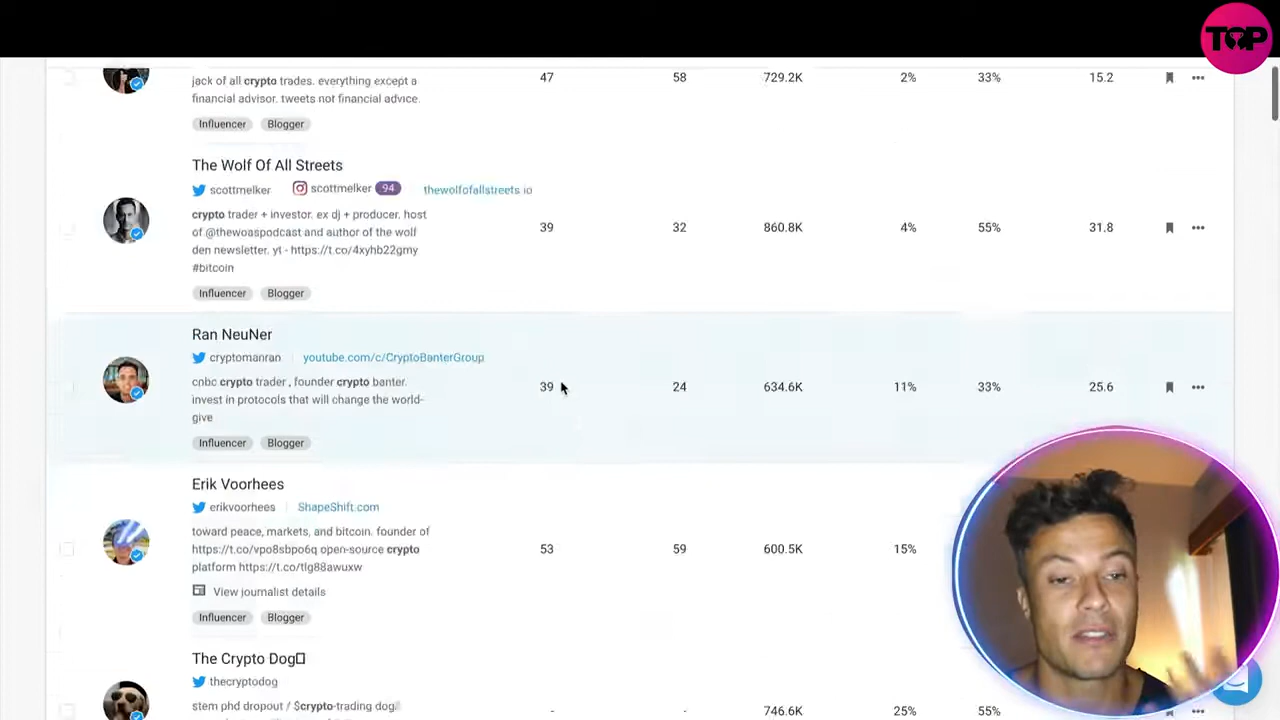 TOP
jack of all crypto trades. everything except a
financial advisor. tweets not financial advice.
47 58 729.2K 2% 33% 15.2
Influencer Blogger
The Wolf Of All Streets
scottmelker scottmelker 94 thewolfofallstreets.io
crypto trader + investor. ex dj + producer. host
of @thewoaspodcast and author of the wolf
den newsletter. yt - https://t.co/4xyhb22gmy
#bitcoin
39 32 860.8K 4% 55% 31.8
Influencer Blogger
Ran NeuNer
cryptomanran youtube.com/c/CryptoBanterGroup
cnbc crypto trader , founder crypto banter.
invest in protocols that will change the world-
give
39 24 634.6K 11% 33% 25.6
Influencer Blogger
Erik Voorhees
erikvoorhees ShapeShift.com
toward peace, markets, and bitcoin. founder of
https://t.co/vpo8sbpo6q open-source crypto
platform https://t.co/tlg88awuxw
53 59 600.5K 15%
View journalist details
Influencer Blogger
The Crypto Dog
thecryptodog
stem phd dropout / $crypto-trading dog
- - 746.6K 25% 55%